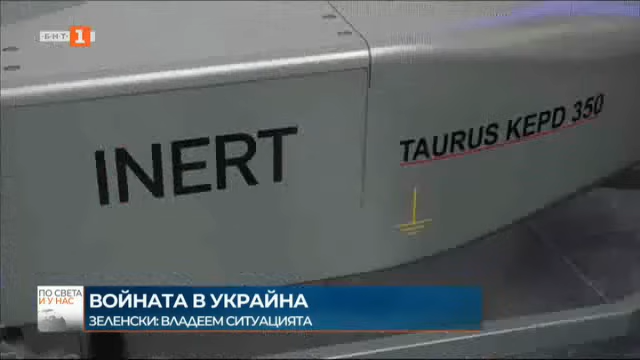 БНТ 1
INERT
TAURUS KEPD 350
ПО СВЕТА
И У НАС
ВОЙНАТА В УКРАЙНА
ЗЕЛЕНСКИ: ВЛАДЕЕМ СИТУАЦИЯТА